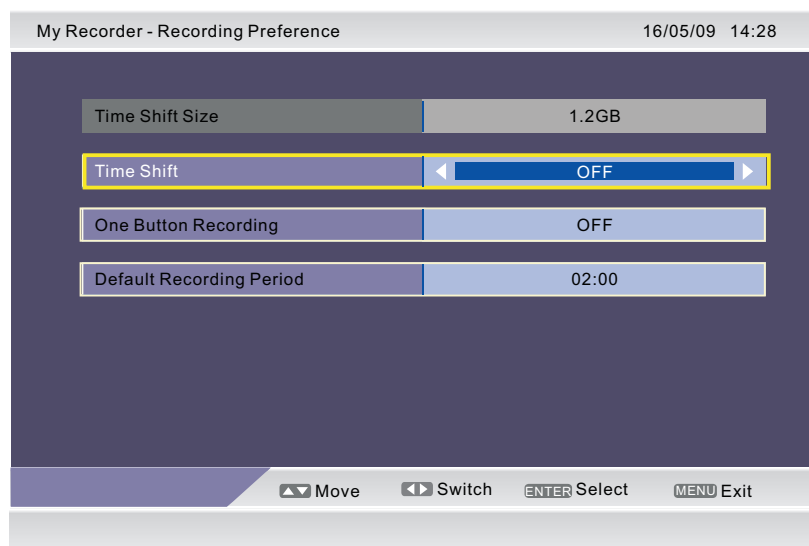 My Recorder - Recording Preference 16/05/09 14:28
Time Shift Size 1.2GB
Time Shift OFF
One Button Recording OFF
Default Recording Period 02:00
Move Switch ENTER Select MENU Exit